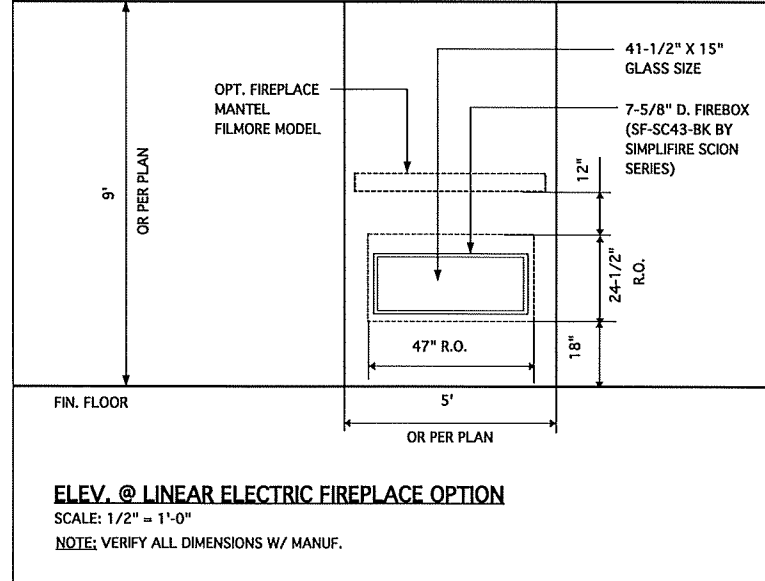 41-1/2" X 15"
GLASS SIZE
OPT. FIREPLACE
MANTEL
FILMORE MODEL
7-5/8" D. FIREBOX
(SF-SC43-BK BY
SIMPLIFIRE SCION
SERIES)
9'
OR PER PLAN
12"
24-1/2"
R.O.
18"
47" R.O.
FIN. FLOOR
5'
OR PER PLAN
ELEV. @ LINEAR ELECTRIC FIREPLACE OPTION
SCALE: 1/2" = 1'-0"
NOTE: VERIFY ALL DIMENSIONS W/ MANUF.